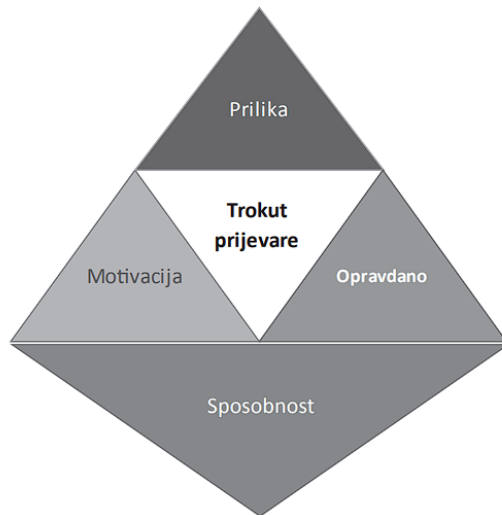 Prilika
Trokut
prijevare
Motivacija
Opravdano
Sposobnost